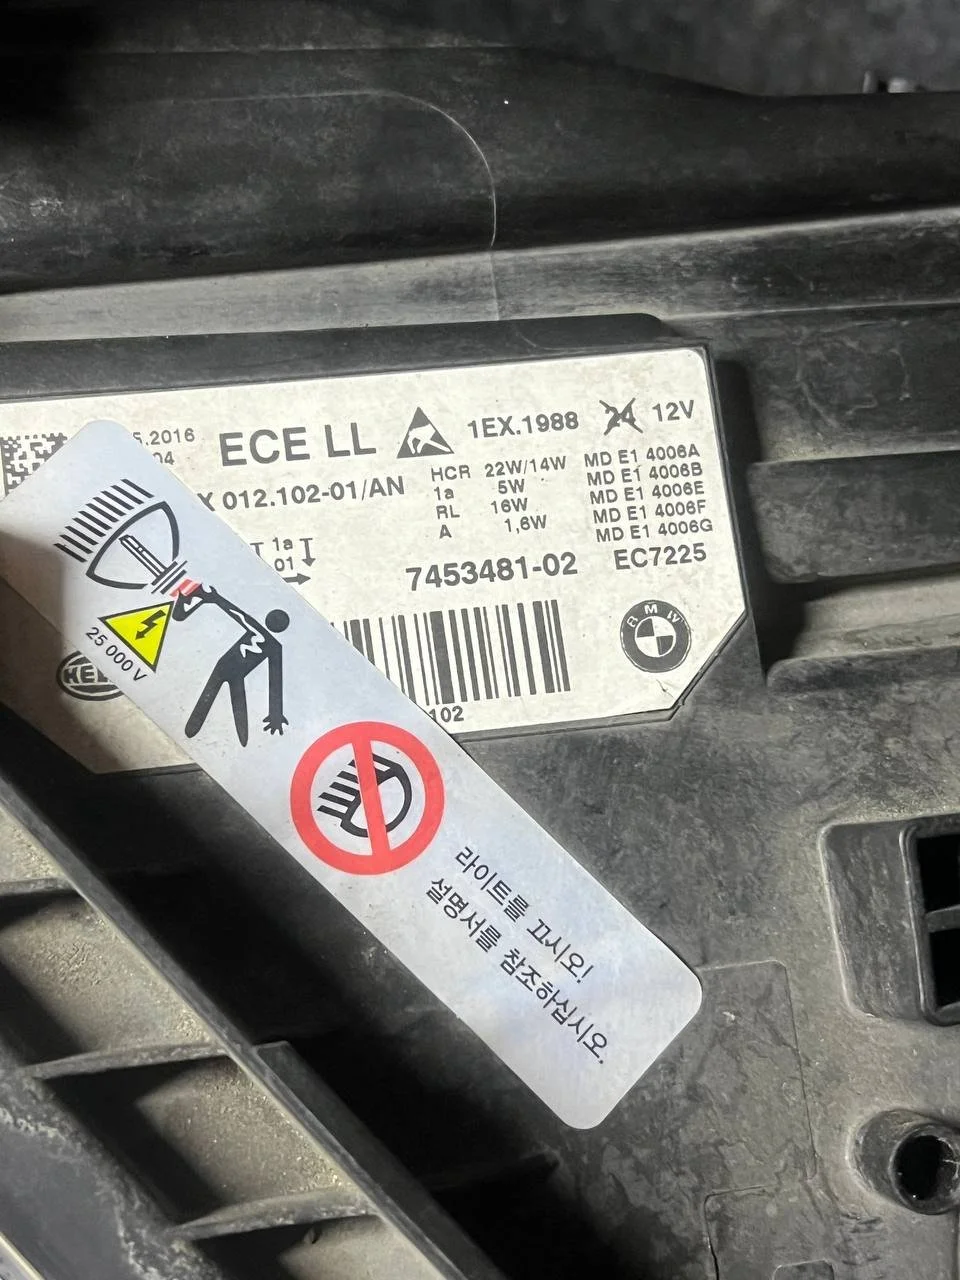 .2016
ECE LL
1EX.1988
24 12V
04
012.102-01/AN
HCR 22W/14W
1a 5W
RL 16W
A 1,6W
MD E1 4006A
MD E1 4006B
MD E1 4006E
MD E1 4006F
MD E1 4006G
1a
01
7453481-02
EC7225
BMW
102
25 000 V
라이트를 끄시오!
설명서를 참조하십시오.